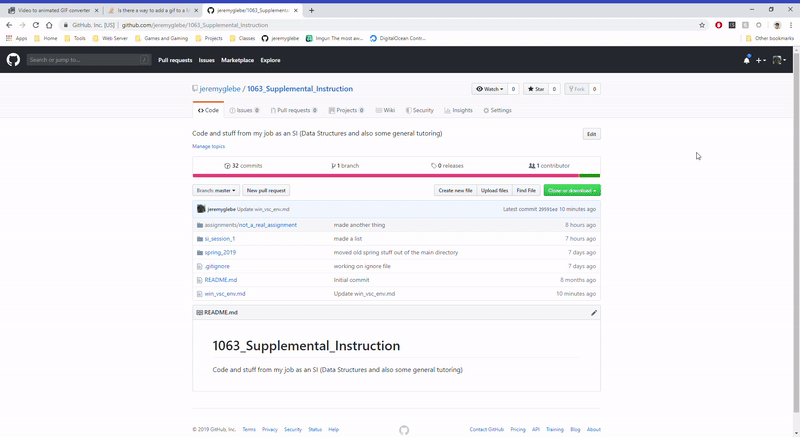 Video to animated GIF converter
Is there a way to add a gif to a
jeremyglebe/1063_Supplemental_
GitHub, Inc. [US] | github.com/jeremyglebe/1063_Supplemental_Instruction
Apps Home Tools Web Server Games and Gaming Projects Classes jeremyglebe Imgur: The most aw... DigitalOcean Contr... Other bookmarks
Search or jump to... / Pull requests Issues Marketplace Explore
jeremyglebe / 1063_Supplemental_Instruction Watch 0 Star 0 Fork 0
Code Issues 0 Pull requests 0 Projects 0 Wiki Security Insights Settings
Code and stuff from my job as an SI (Data Structures and also some general tutoring) Edit
Manage topics
32 commits 1 branch 0 releases 1 contributor
Branch: master New pull request Create new file Upload files Find File Clone or download
jeremyglebe Update win_vsc_env.md Latest commit 10 minutes ago
assignments/not_a_real_assignment made another thing 8 hours ago
si_session_1 made a list 7 hours ago
spring_2019 moved old spring stuff out of the main directory 7 days ago
.gitignore working on ignore file 7 days ago
README.md Initial commit 8 months ago
win_vsc_env.md Update win_vsc_env.md 10 minutes ago
README.md
1063_Supplemental_Instruction
Code and stuff from my job as an SI (Data Structures and also some general tutoring)
© 2019 GitHub, Inc. Terms Privacy Security Status Help Contact GitHub Pricing API Training Blog About